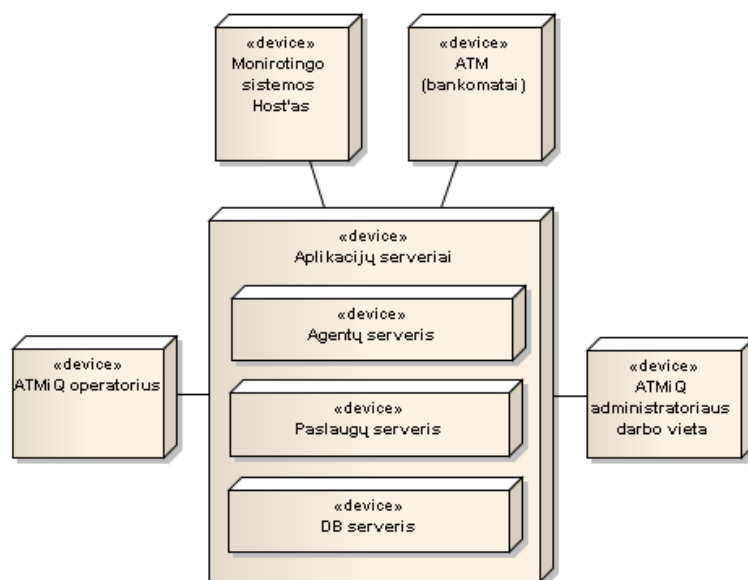 «device»
Monirotingo
sistemos
Host'as
«device»
ATM
(bankomatai)
«device»
Aplikacijų serveriai
«device»
Agentų serveris
«device»
ATMiQ operatorius
«device»
Paslaugų serveris
«device»
ATMiQ
administratoriaus
darbo vieta
«device»
DB serveris